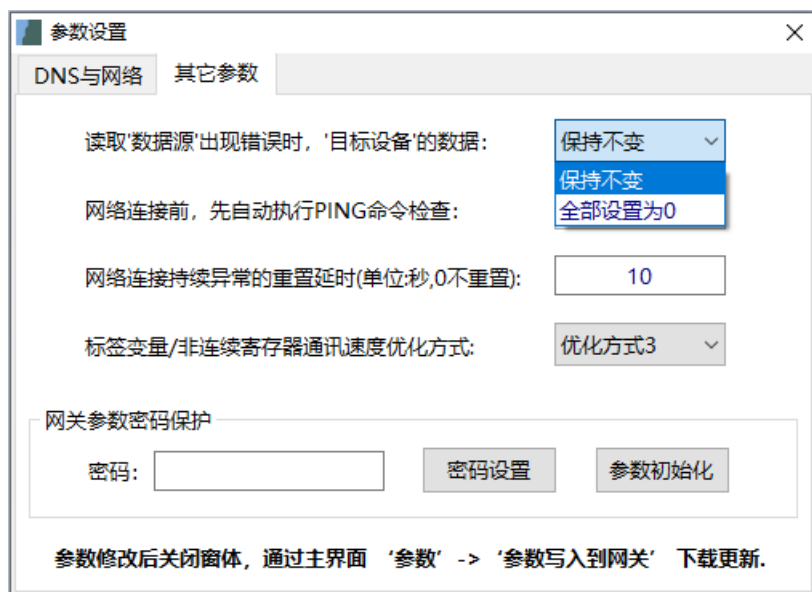 参数设置
DNS与网络 其它参数
读取'数据源'出现错误时，'目标设备'的数据： 保持不变
保持不变
网络连接前，先自动执行PING命令检查： 全部设置为0
网络连接持续异常的重置延时(单位:秒,0不重置): 10
标签变量/非连续寄存器通讯速度优化方式: 优化方式3
网关参数密码保护
密码： 密码设置 参数初始化
参数修改后关闭窗体，通过主界面 ‘参数’ -> ‘参数写入到网关’ 下载更新.